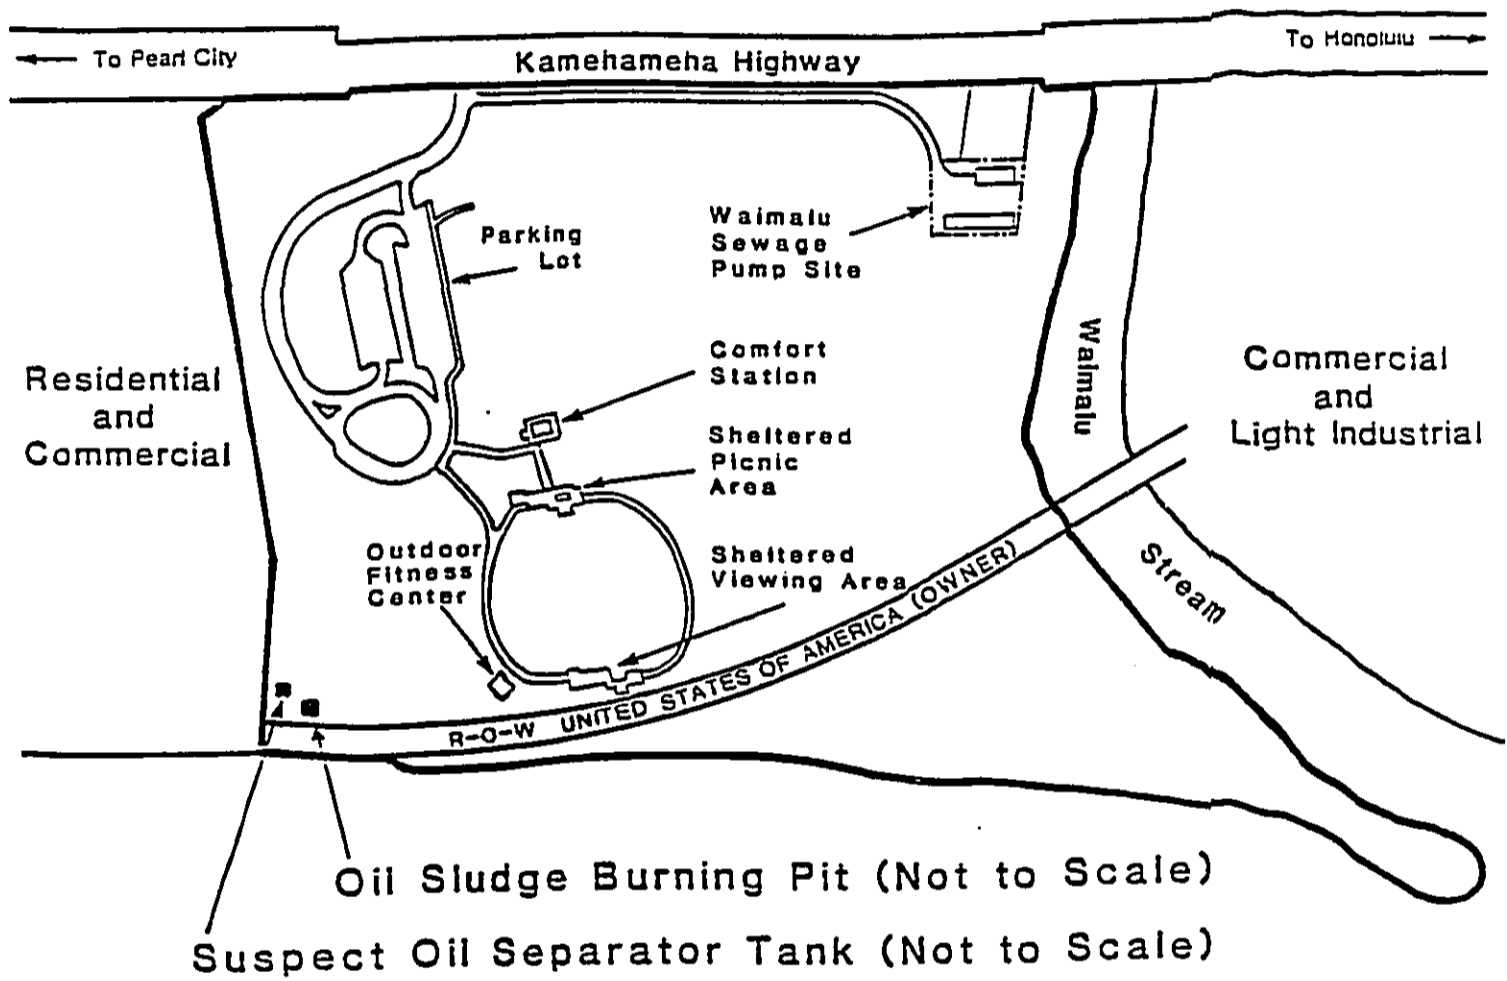 To Pearl City
Kamehameha Highway
To Honolulu
Parking
Lot
Waimalu
Sewage
Pump Site
Residential
and
Commercial
Comfort
Station
Sheltered
Picnic
Area
Waimalu
Stream
Commercial
and
Light Industrial
Outdoor
Fitness
Center
Sheltered
Viewing Area
R-O-W UNITED STATES OF AMERICA (OWNER)
Oil Sludge Burning Pit (Not to Scale)
Suspect Oil Separator Tank (Not to Scale)